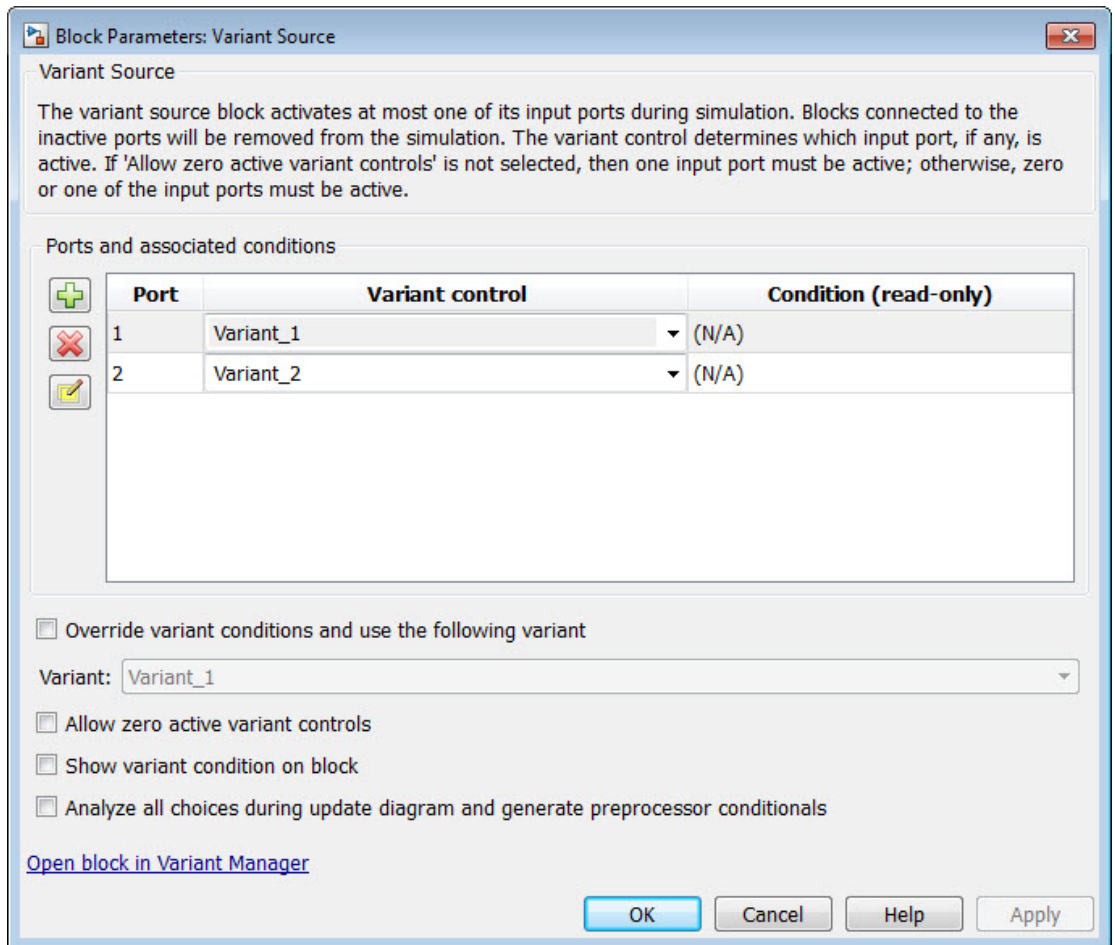 Block Parameters: Variant Source
Variant Source
The variant source block activates at most one of its input ports during simulation. Blocks connected to the
inactive ports will be removed from the simulation. The variant control determines which input port, if any, is
active. If 'Allow zero active variant controls' is not selected, then one input port must be active; otherwise, zero
or one of the input ports must be active.
Ports and associated conditions
Port Variant control Condition (read-only)
1 Variant_1 (N/A)
2 Variant_2 (N/A)
Override variant conditions and use the following variant
Variant: Variant_1
Allow zero active variant controls
Show variant condition on block
Analyze all choices during update diagram and generate preprocessor conditionals
Open block in Variant Manager
OK Cancel Help Apply